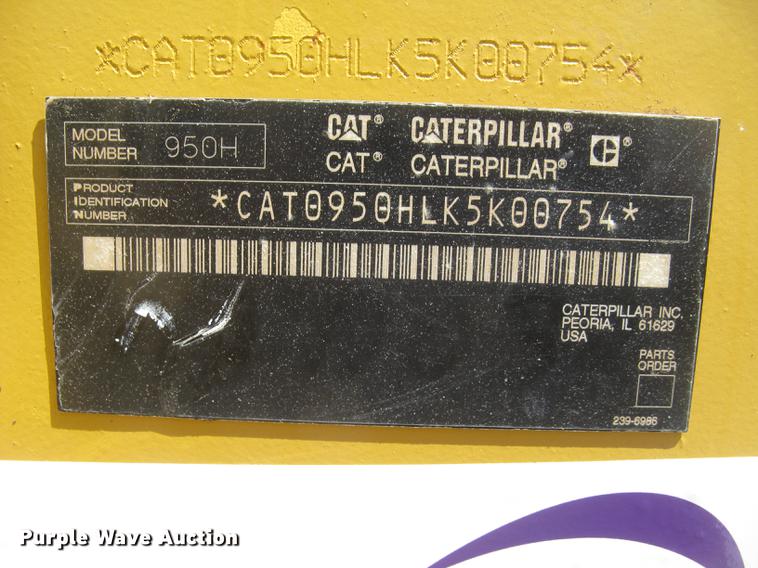 *CAT0950HLK5K00754*
MODEL NUMBER 950H
CAT® CATERPILLAR® C®
CAT® CATERPILLAR®
PRODUCT IDENTIFICATION NUMBER *CAT0950HLK5K00754*
CATERPILLAR INC.
PEORIA, IL 61629
USA
PARTS ORDER
239-6986
Purple Wave Auction